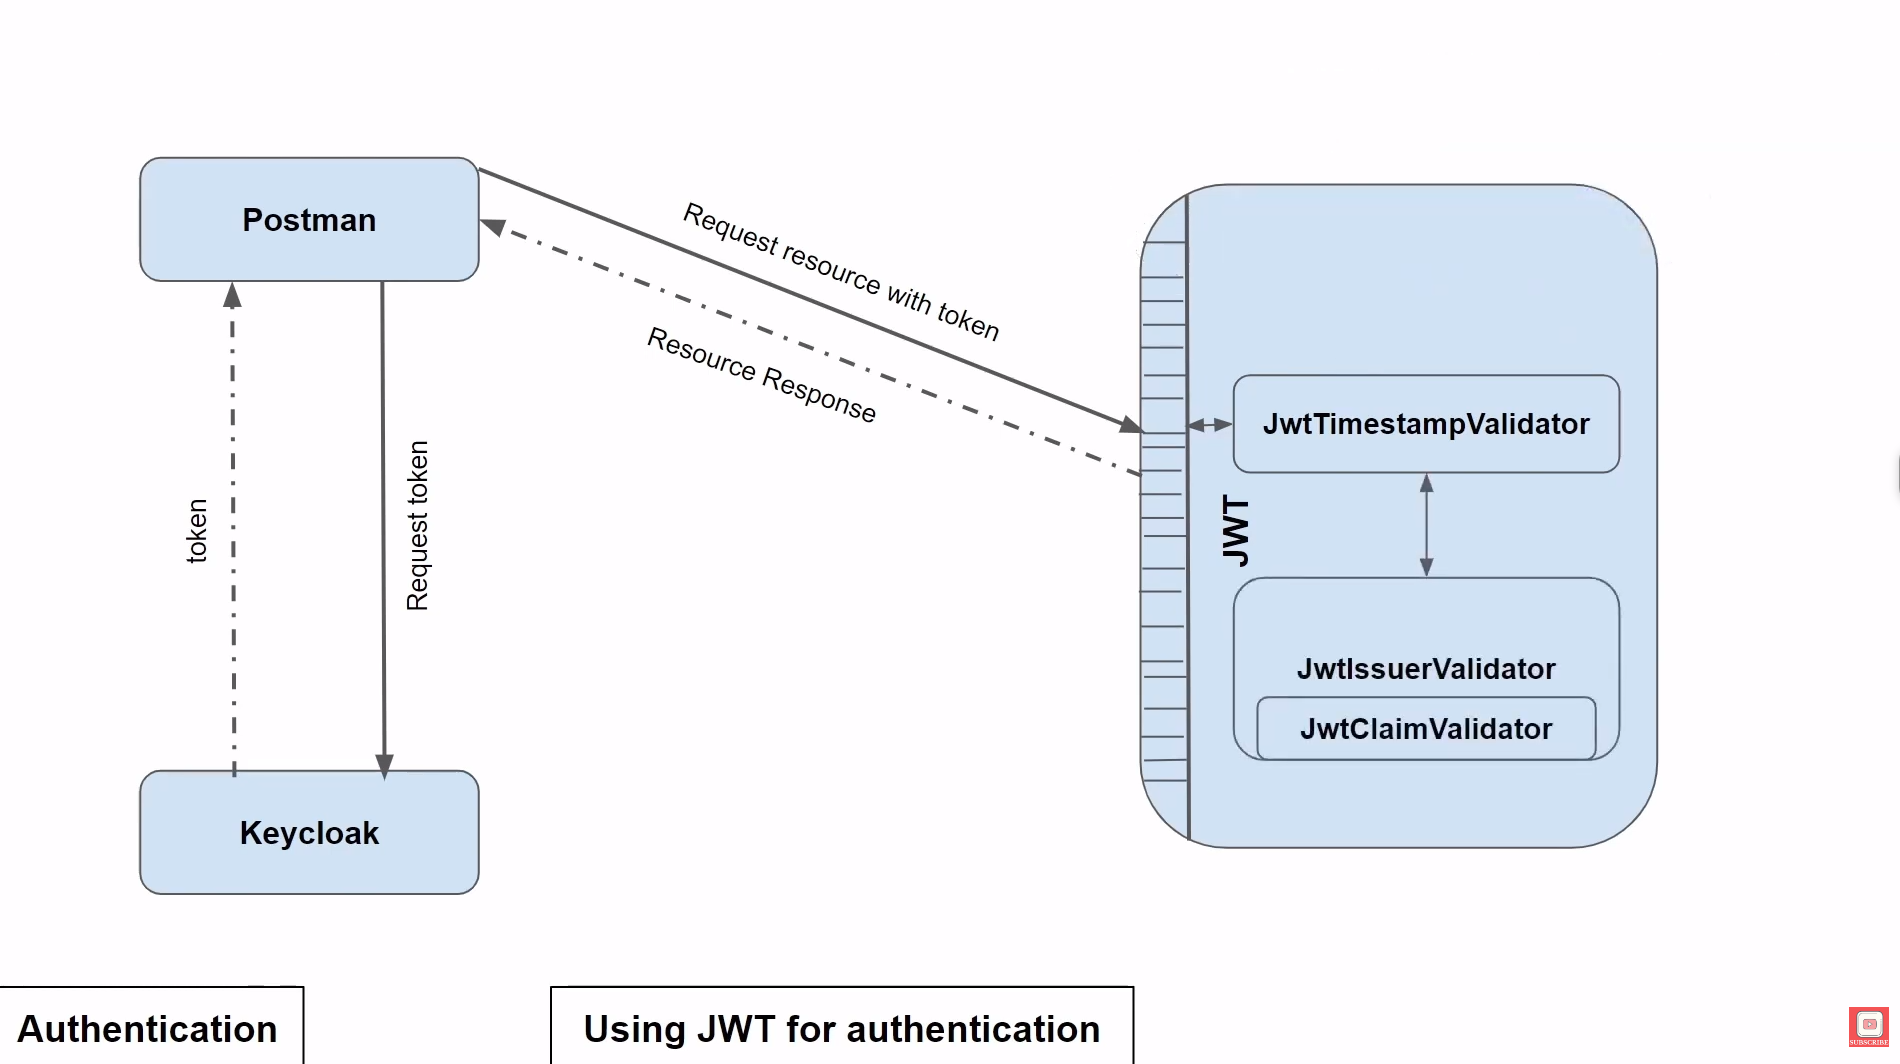 Postman
Request resource with token
Resource Response
token
Request token
Keycloak
JWT
JwtTimestampValidator
JwtIssuerValidator
JwtClaimValidator
Authentication
Using JWT for authentication
SUBSCRIBE